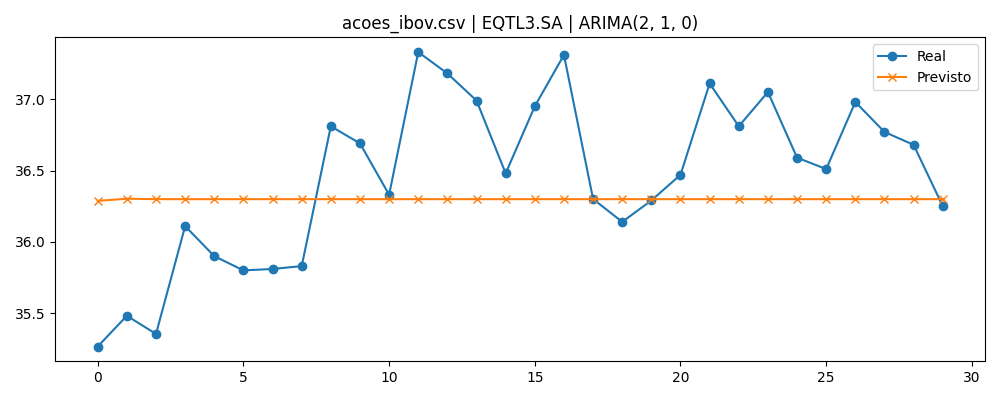 acoes_ibov.csv | EQTL3.SA | ARIMA(2, 1, 0)
Real
Previsto
37.0
36.5
36.0
35.5
0 5 10 15 20 25 30